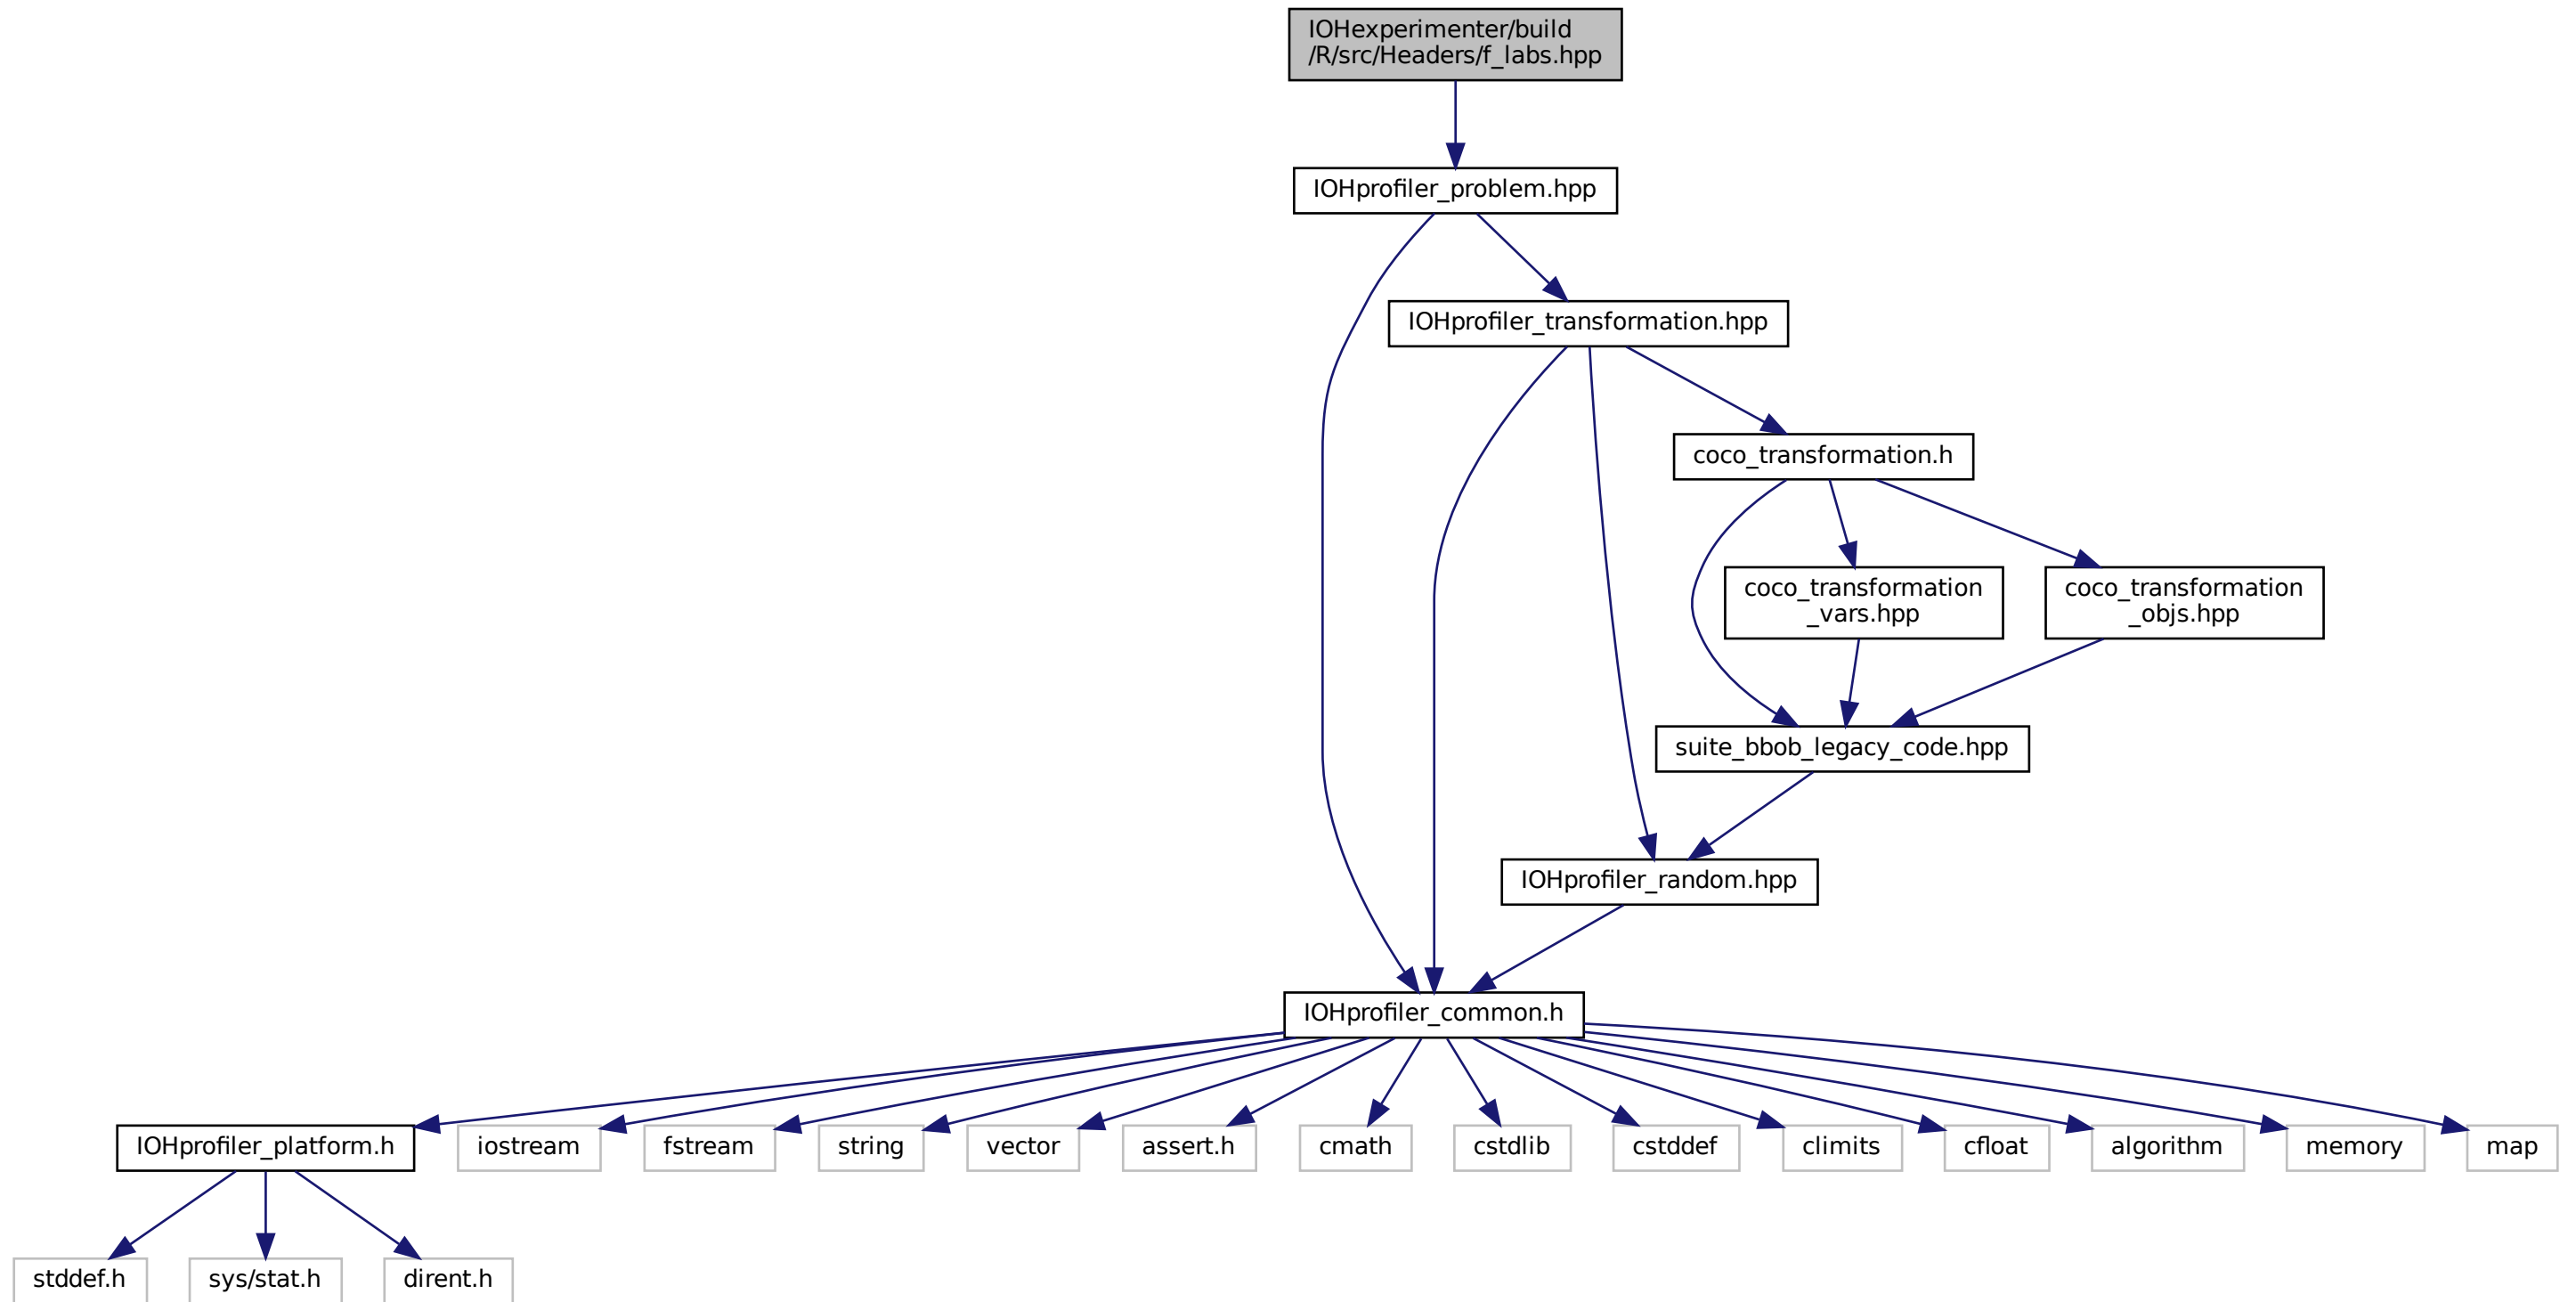 IOHexperimenter/build
/R/src/Headers/f_labs.hpp
IOHprofiler_problem.hpp
IOHprofiler_transformation.hpp
coco_transformation.h
coco_transformation
_vars.hpp
coco_transformation
_objs.hpp
suite_bbob_legacy_code.hpp
IOHprofiler_random.hpp
IOHprofiler_common.h
IOHprofiler_platform.h
iostream
fstream
string
vector
assert.h
cmath
cstdlib
cstddef
climits
cfloat
algorithm
memory
map
stddef.h
sys/stat.h
dirent.h